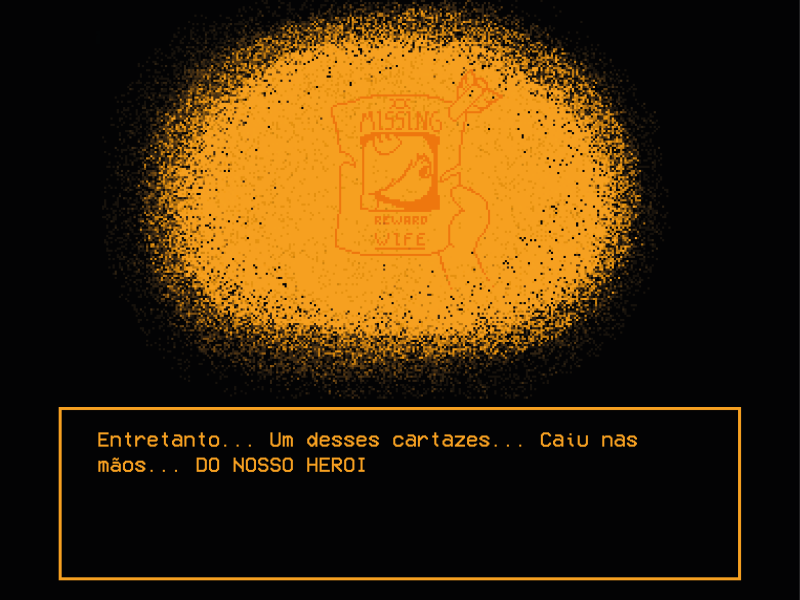 MISSING
REWARD
WIFE
Entretanto... Um desses cartazes... Caiu nas
mãos... DO NOSSO HEROI